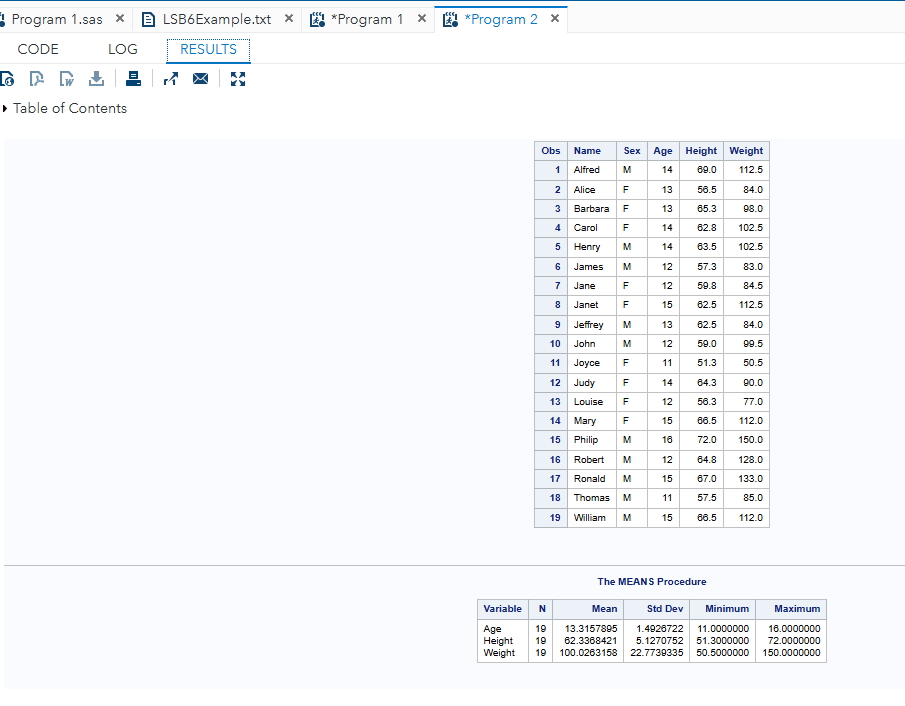 Program 1.sas × LSB6Example.txt × *Program 1 × *Program 2 ×
CODE LOG RESULTS
Table of Contents
Obs Name Sex Age Height Weight
1 Alfred M 14 69.0 112.5
2 Alice F 13 56.5 84.0
3 Barbara F 13 65.3 98.0
4 Carol F 14 62.8 102.5
5 Henry M 14 63.5 102.5
6 James M 12 57.3 83.0
7 Jane F 12 59.8 84.5
8 Janet F 15 62.5 112.5
9 Jeffrey M 13 62.5 84.0
10 John M 12 59.0 99.5
11 Joyce F 11 51.3 50.5
12 Judy F 14 64.3 90.0
13 Louise F 12 56.3 77.0
14 Mary F 15 66.5 112.0
15 Philip M 16 72.0 150.0
16 Robert M 12 64.8 128.0
17 Ronald M 15 67.0 133.0
18 Thomas M 11 57.5 85.0
19 William M 15 66.5 112.0
The MEANS Procedure
Variable N Mean Std Dev Minimum Maximum
Age 19 13.3157895 1.4926722 11.0000000 16.0000000
Height 19 62.3368421 5.1270752 51.3000000 72.0000000
Weight 19 100.0263158 22.7739335 50.5000000 150.0000000